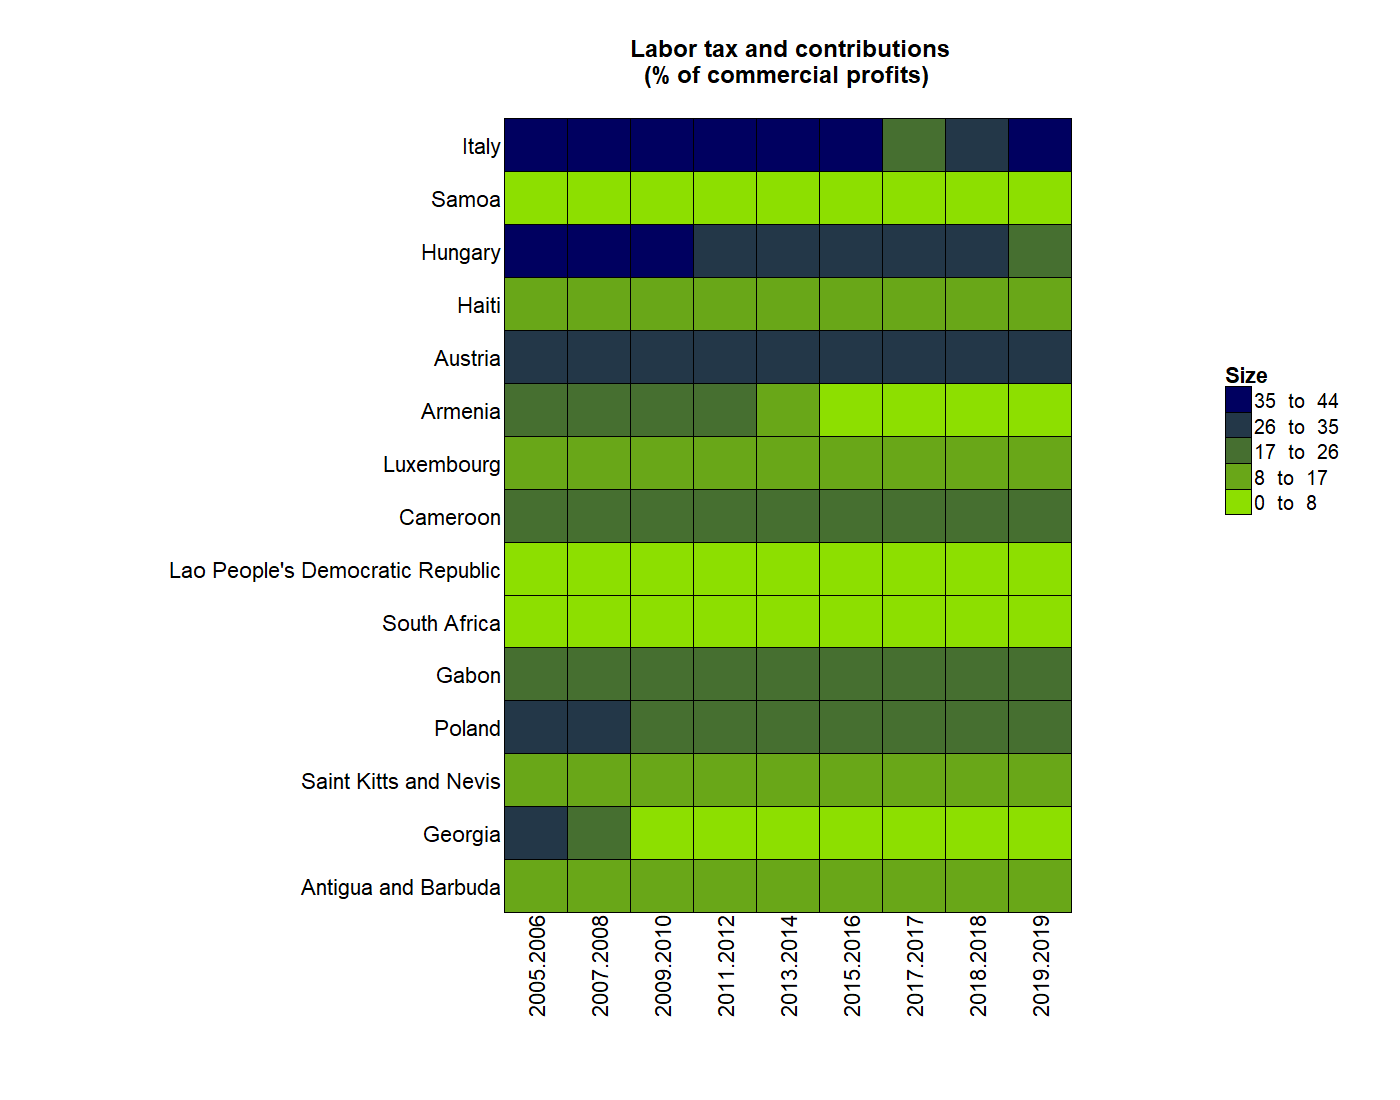 Labor tax and contributions
(% of commercial profits)
Italy
Samoa
Hungary
Haiti
Austria
Armenia
Luxembourg
Cameroon
Lao People's Democratic Republic
South Africa
Gabon
Poland
Saint Kitts and Nevis
Georgia
Antigua and Barbuda
2005.2006
2007.2008
2009.2010
2011.2012
2013.2014
2015.2016
2017.2017
2018.2018
2019.2019
Size
35 to 44
26 to 35
17 to 26
8 to 17
0 to 8